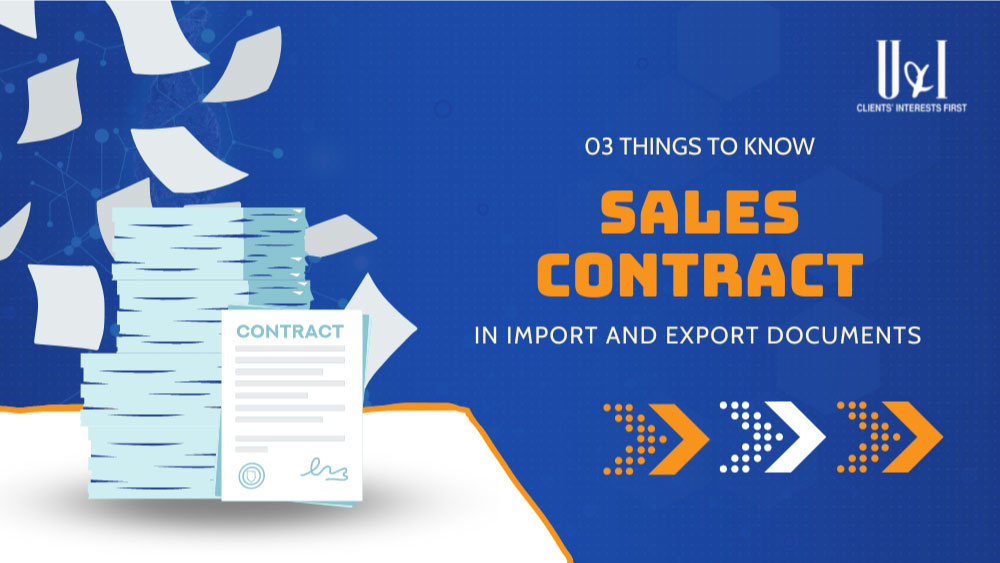 U&I
CLIENTS' INTERESTS FIRST
03 THINGS TO KNOW
SALES
CONTRACT
IN IMPORT AND EXPORT DOCUMENTS
CONTRACT